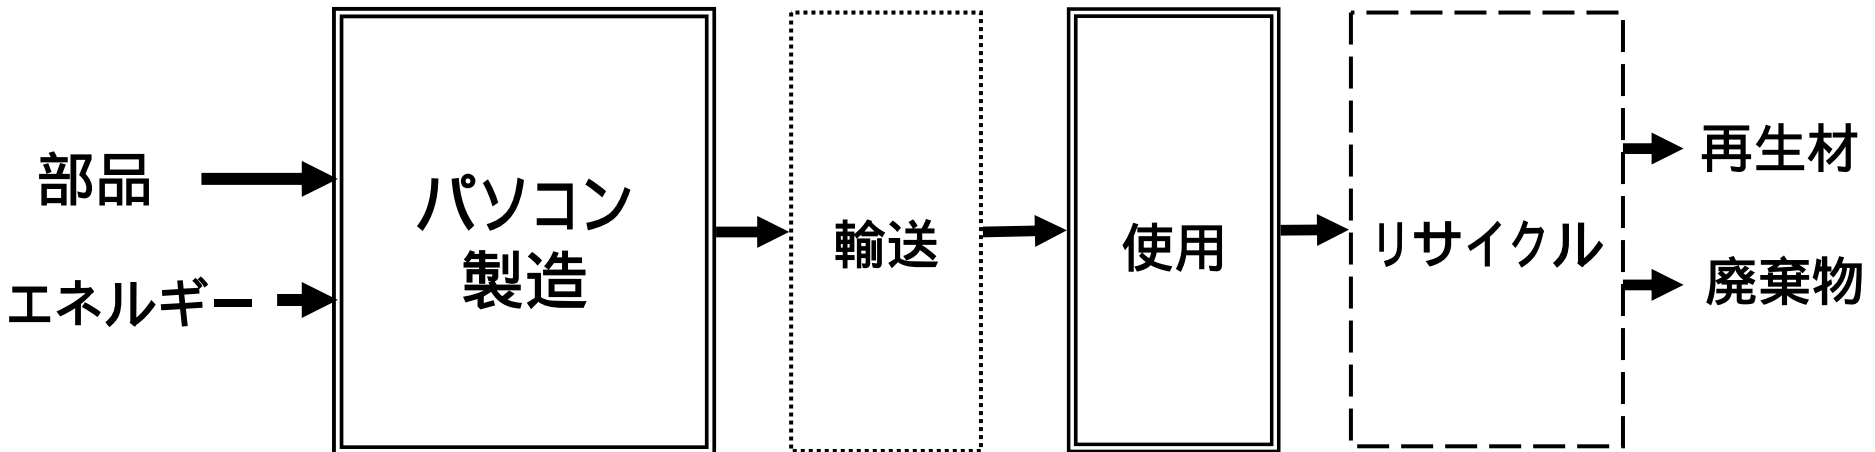 部品
エネルギー
パソコン
製造
輸送
使用
リサイクル
再生材
廃棄物